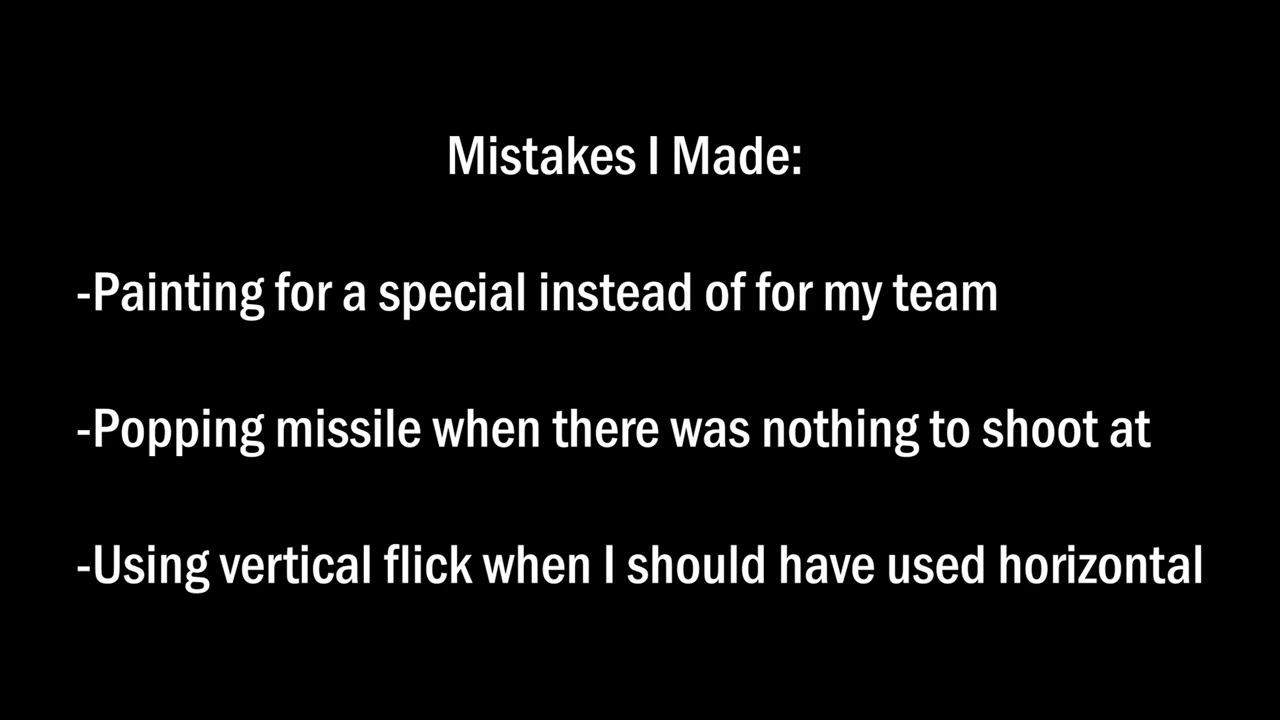 Mistakes I Made:
-Painting for a special instead of for my team
-Popping missile when there was nothing to shoot at
-Using vertical flick when I should have used horizontal